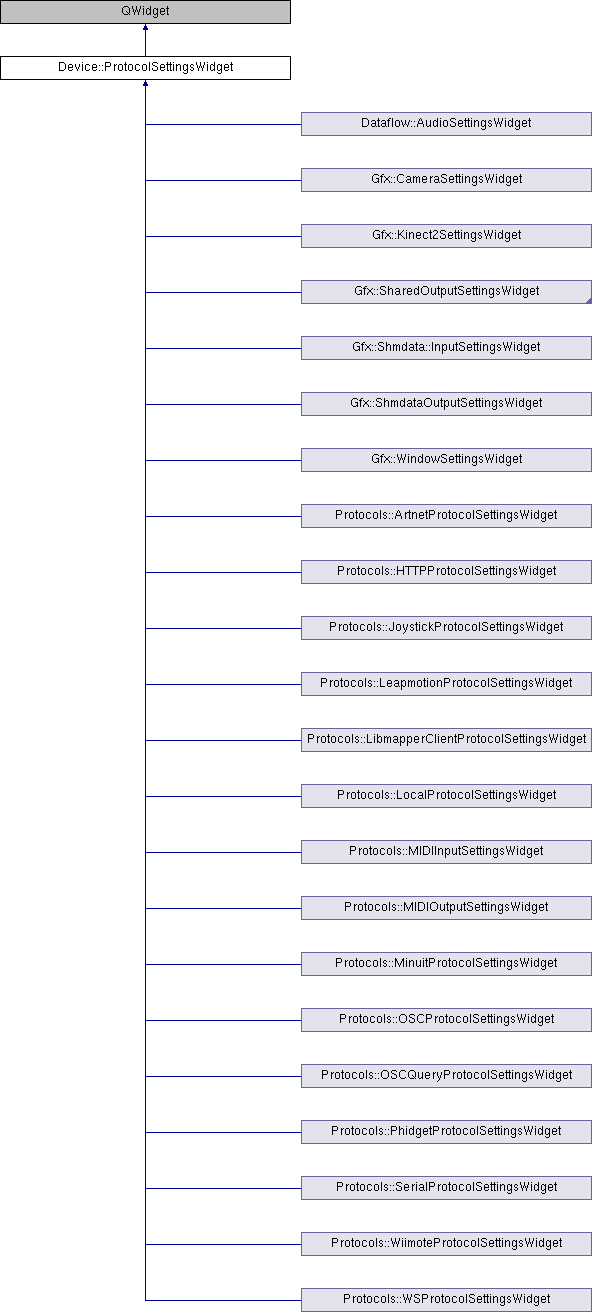 QWidget
Device::ProtocolSettingsWidget
Dataflow::AudioSettingsWidget
Gfx::CameraSettingsWidget
Gfx::Kinect2SettingsWidget
Gfx::SharedOutputSettingsWidget
Gfx::Shmdata::InputSettingsWidget
Gfx::ShmdataOutputSettingsWidget
Gfx::WindowSettingsWidget
Protocols::ArtnetProtocolSettingsWidget
Protocols::HTTPProtocolSettingsWidget
Protocols::JoystickProtocolSettingsWidget
Protocols::LeapmotionProtocolSettingsWidget
Protocols::LibmapperClientProtocolSettingsWidget
Protocols::LocalProtocolSettingsWidget
Protocols::MIDIInputSettingsWidget
Protocols::MIDIOutputSettingsWidget
Protocols::MinuitProtocolSettingsWidget
Protocols::OSCProtocolSettingsWidget
Protocols::OSCQueryProtocolSettingsWidget
Protocols::PhidgetProtocolSettingsWidget
Protocols::SerialProtocolSettingsWidget
Protocols::WiimoteProtocolSettingsWidget
Protocols::WSProtocolSettingsWidget